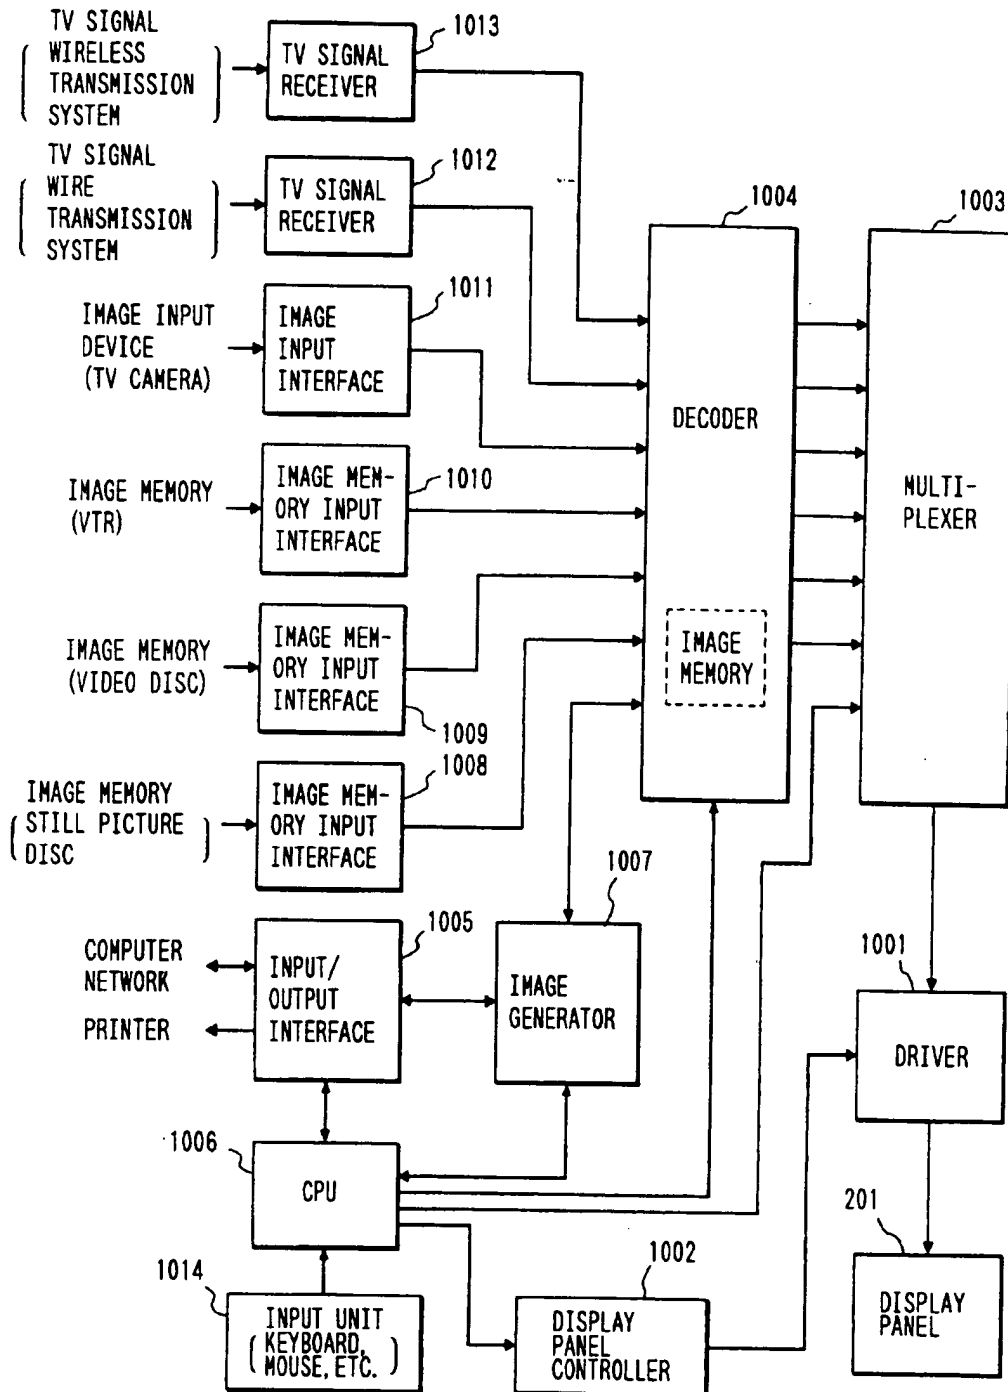 TV SIGNAL
WIRELESS
TRANSMISSION
SYSTEM
TV SIGNAL
RECEIVER
1013
TV SIGNAL
WIRE
TRANSMISSION
SYSTEM
TV SIGNAL
RECEIVER
1012
IMAGE INPUT
DEVICE
(TV CAMERA)
IMAGE
INPUT
INTERFACE
1011
IMAGE MEMORY
(VTR)
IMAGE MEM-
ORY INPUT
INTERFACE
1010
IMAGE MEMORY
(VIDEO DISC)
IMAGE MEM-
ORY INPUT
INTERFACE
1009
IMAGE MEMORY
(STILL PICTURE
DISC)
IMAGE MEM-
ORY INPUT
INTERFACE
1008
1004
DECODER
IMAGE
MEMORY
1003
MULTI-
PLEXER
COMPUTER
NETWORK
PRINTER
INPUT/
OUTPUT
INTERFACE
1005
IMAGE
GENERATOR
1007
1001
DRIVER
1006
CPU
201
DISPLAY
PANEL
1014
INPUT UNIT
(KEYBOARD,
MOUSE, ETC.)
1002
DISPLAY
PANEL
CONTROLLER